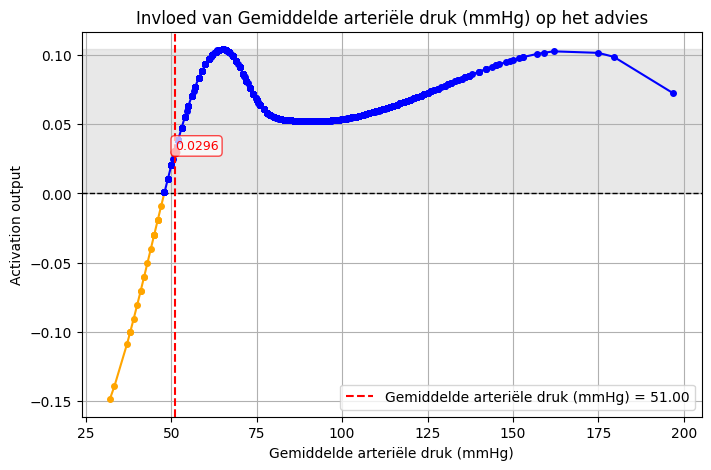 Invloed van Gemiddelde arteriële druk (mmHg) op het advies
Activation output
0.10
0.05
0.00
−0.05
−0.10
−0.15
0.0296
Gemiddelde arteriële druk (mmHg) = 51.00
25 50 75 100 125 150 175 200
Gemiddelde arteriële druk (mmHg)